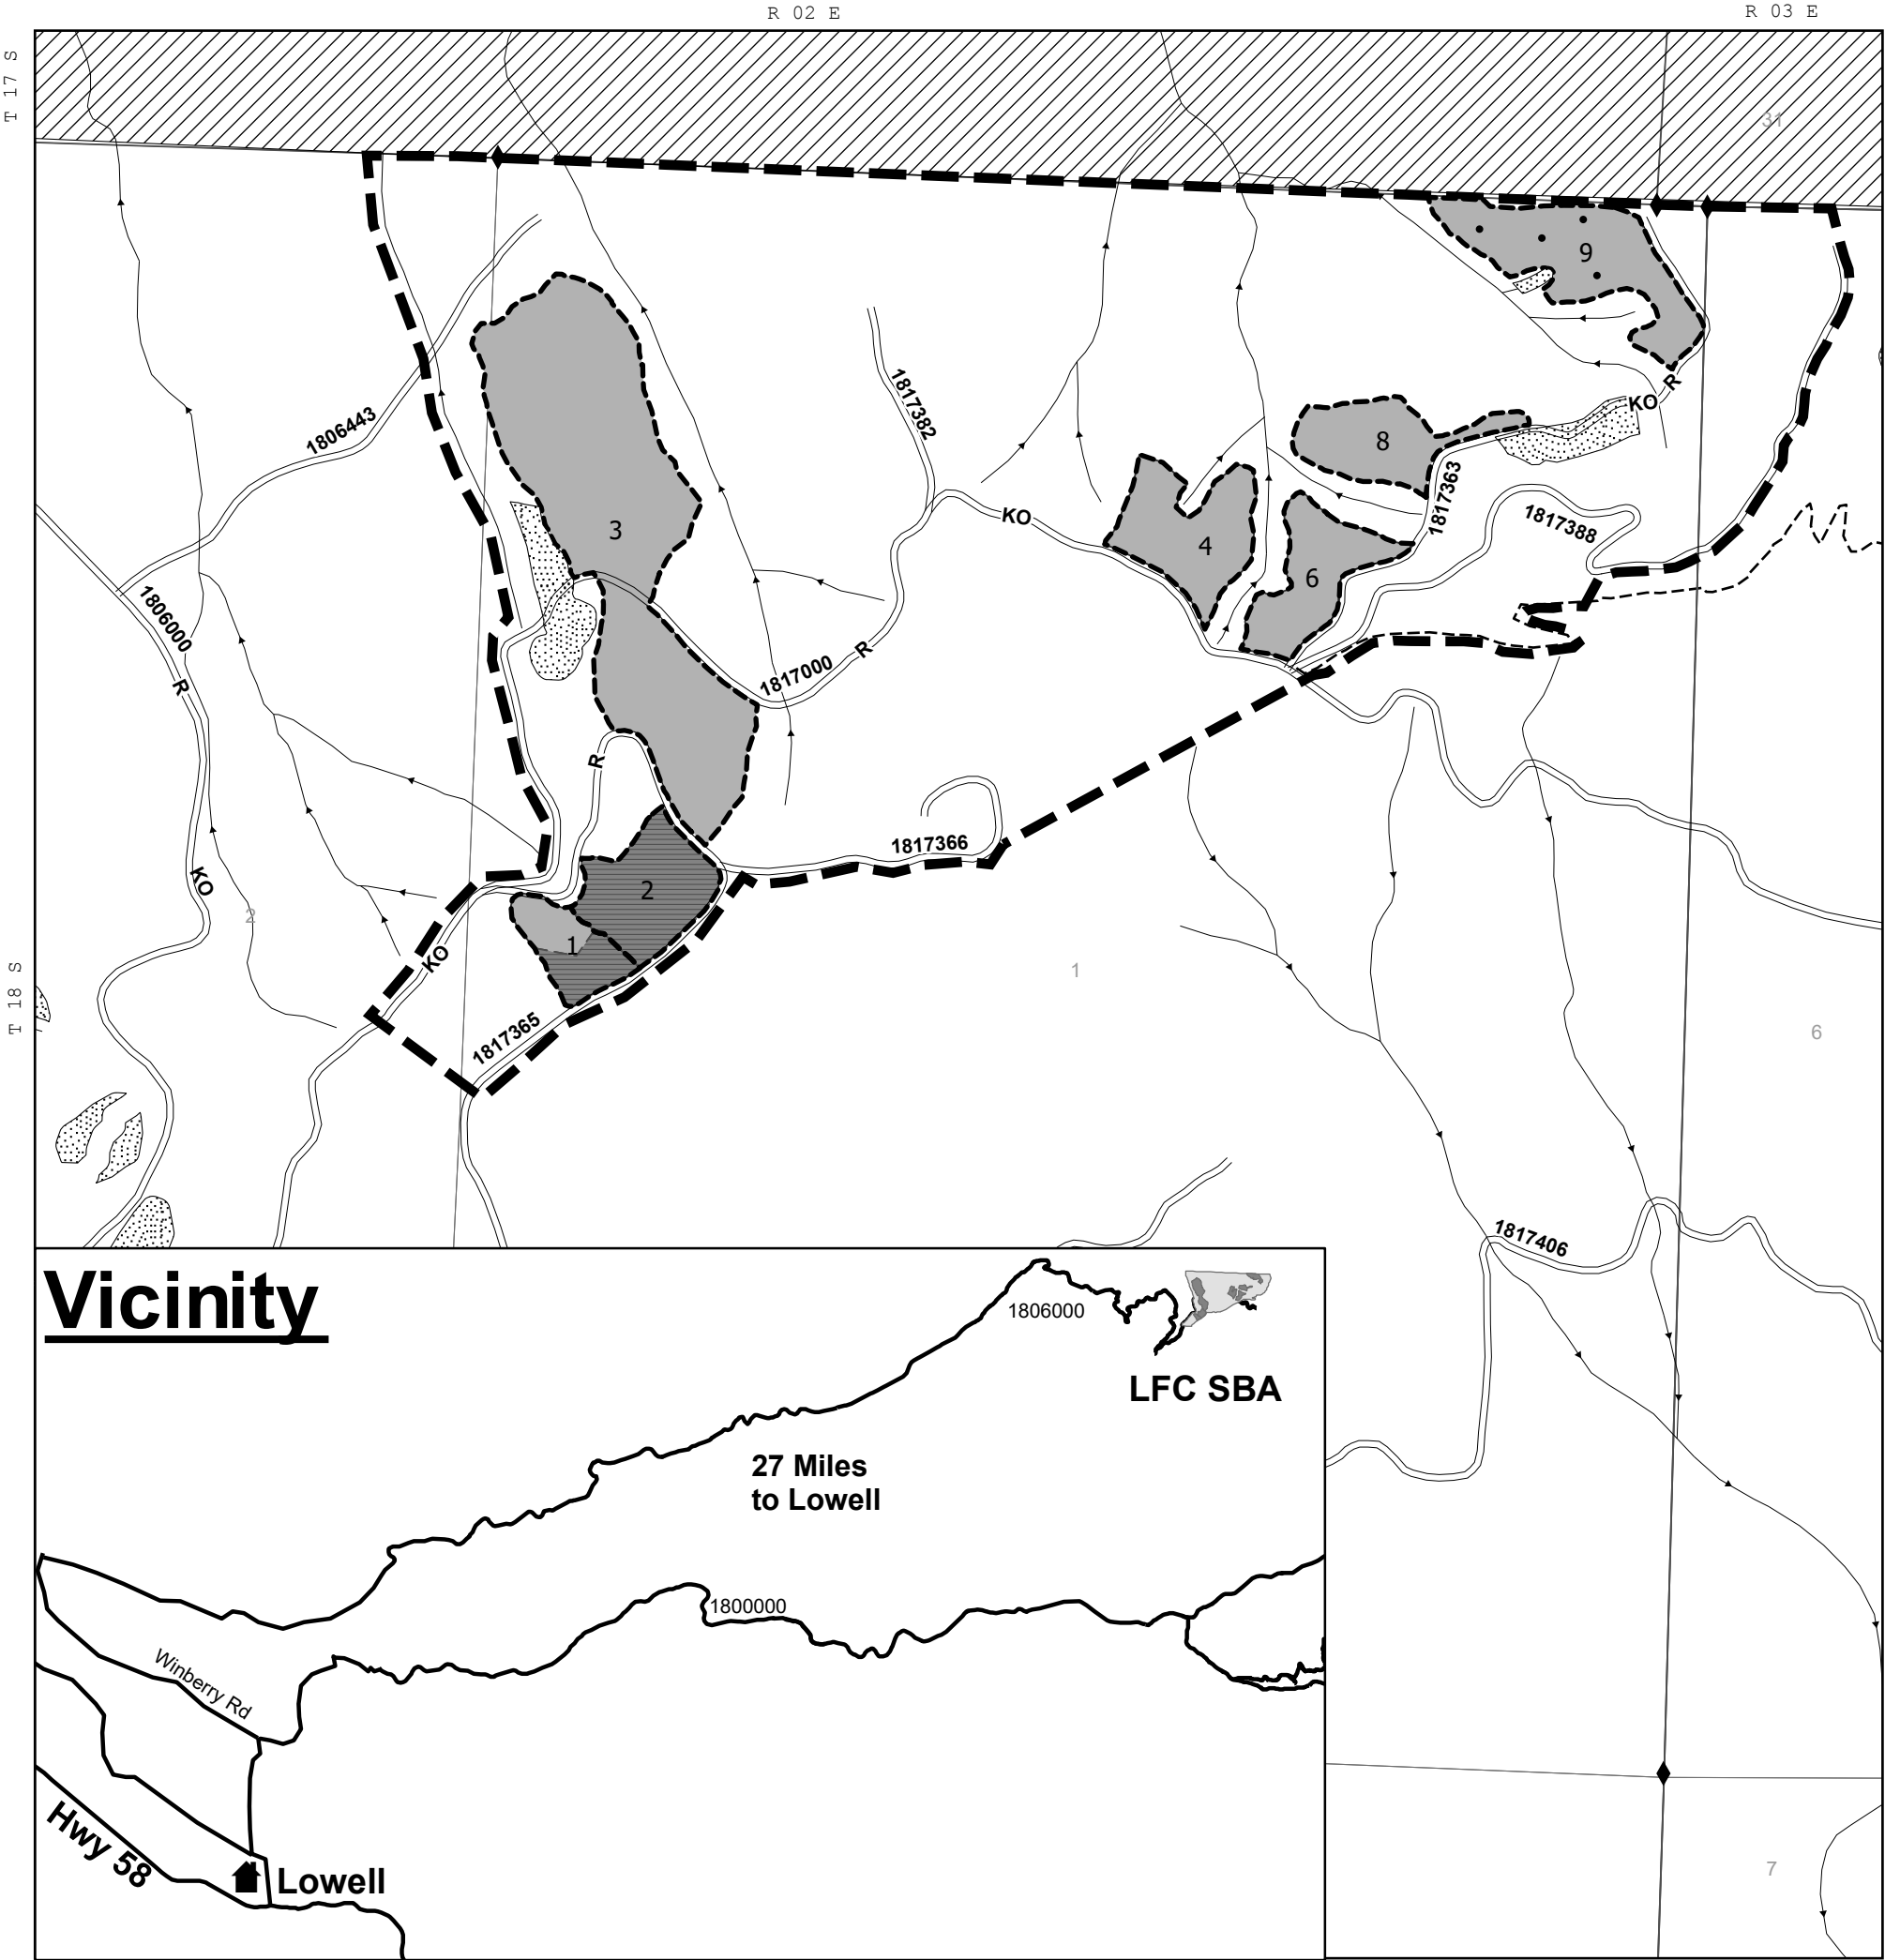 R 02 E
R 03 E
T 17 S
31
9
1806443
1817382
KO
R
8
3
KO
1817363
1817388
4
6
1806000
R
1817000
R
R
1817366
KO
2
2
1
KO
1
T 18 S
1817365
6
1817406
Vicinity
1806000
LFC SBA
27 Miles
to Lowell
1800000
Winberry Rd
Hwy 58
Lowell
7